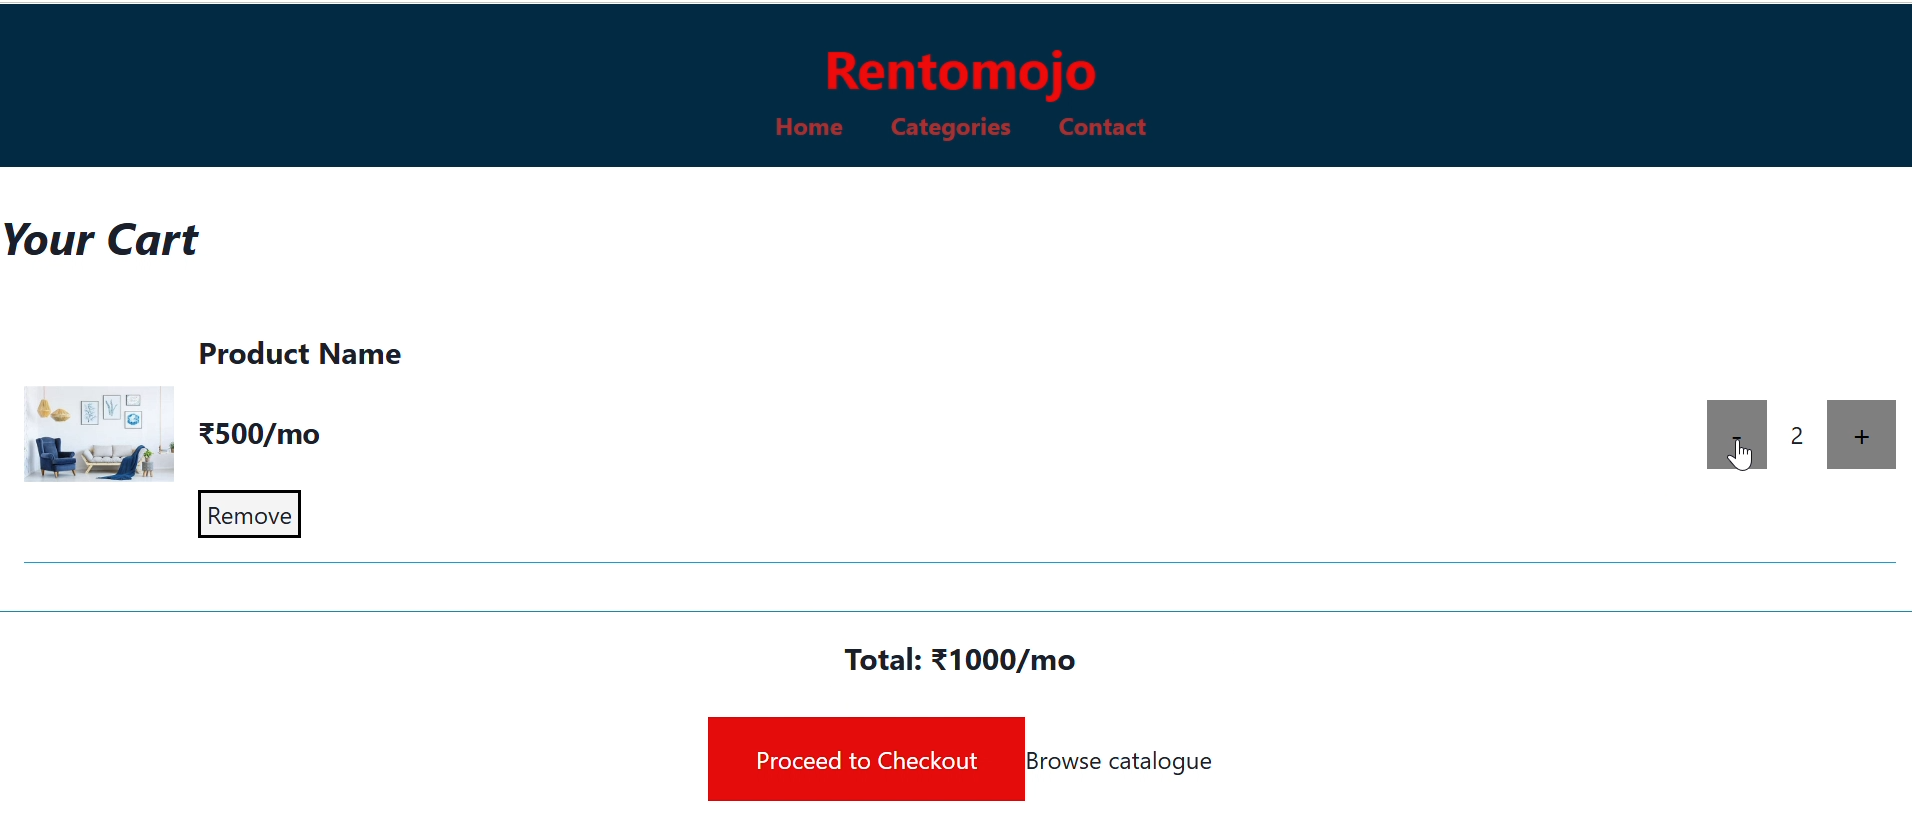 Rentomojo
Home Categories Contact
Your Cart
Product Name
₹500/mo
- 2 +
Remove
Total: ₹1000/mo
Proceed to Checkout Browse catalogue